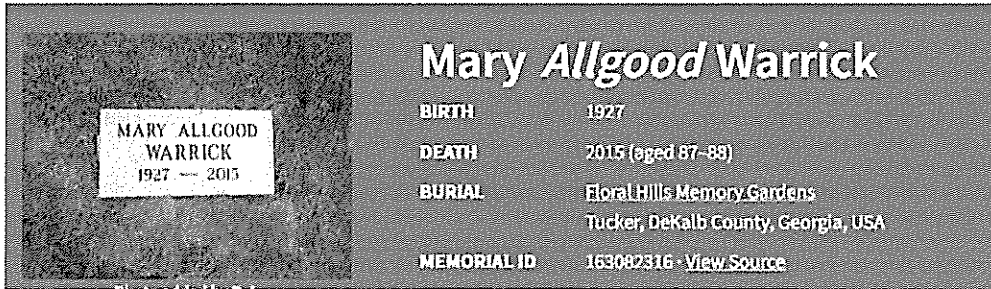 MARY ALLGOOD
WARRICK
1927 — 2015
Mary Allgood Warrick
BIRTH 1927
DEATH 2015 (aged 87–88)
BURIAL Floral Hills Memory Gardens
Tucker, DeKalb County, Georgia, USA
MEMORIAL ID 163082316 · View Source